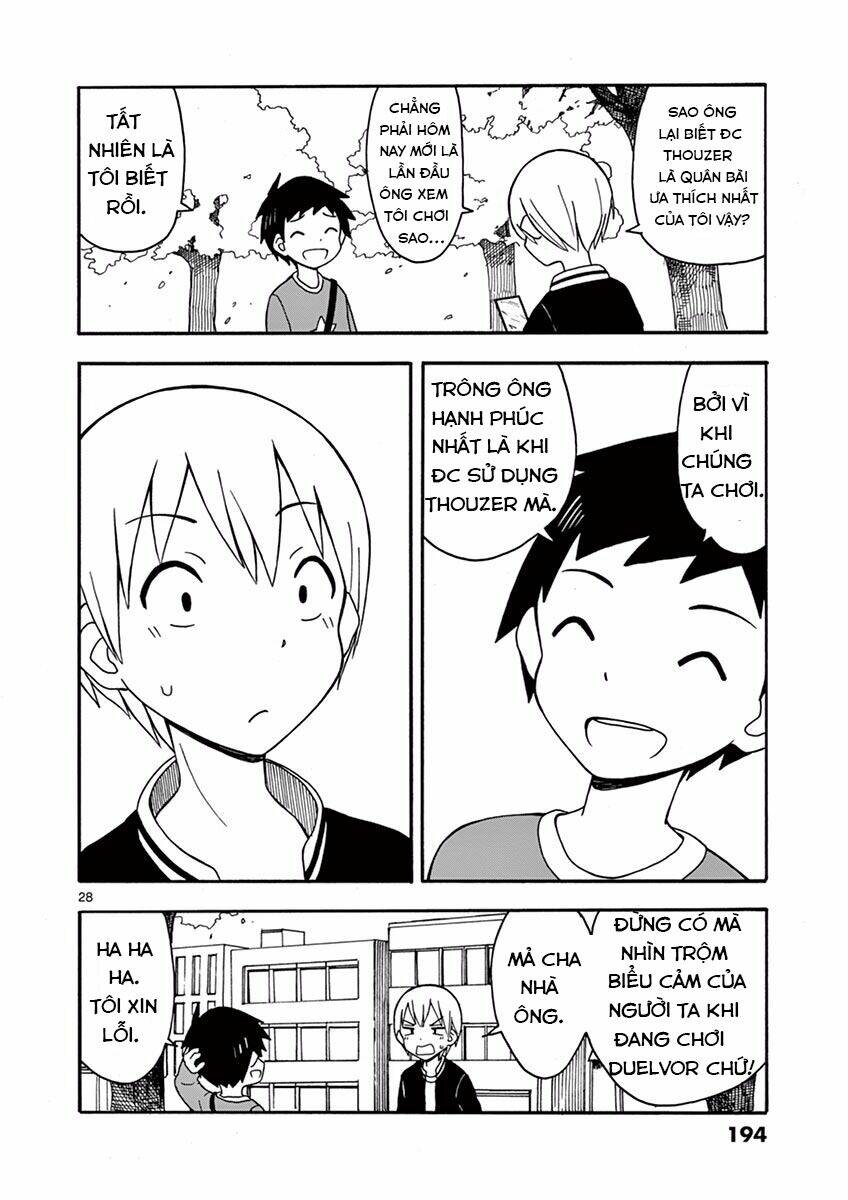 SAO ÔNG
LẠI BIẾT ĐC
THOUZER
LÀ QUÂN BÀI
ƯA THÍCH NHẤT
CỦA TÔI VẬY?
CHẲNG
PHẢI HÔM
NAY MỚI LÀ
LẦN ĐẦU
ÔNG XEM
TÔI CHƠI
SAO...
TẤT
NHIÊN LÀ
TÔI BIẾT
RỒI.
BỞI VÌ
KHI
CHÚNG
TA CHƠI.
TRÔNG ÔNG
HẠNH PHÚC
NHẤT LÀ KHI
ĐC SỬ DỤNG
THOUZER MÀ.
28
ĐỪNG CÓ MÀ
NHÌN TRỘM
BIỂU CẢM CỦA
NGƯỜI TA KHI
ĐANG CHƠI
DUELVOR CHỨ!
MẢ CHA
NHÀ
ÔNG.
HA HA
HA.
TÔI XIN
LỖI.
194